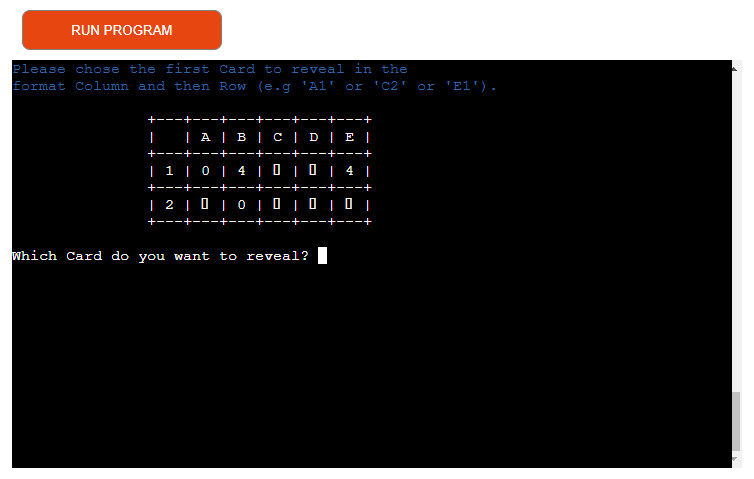 RUN PROGRAM
Please chose the first Card to reveal in the
format Column and then Row (e.g 'A1' or 'C2' or 'E1').
+---+---+---+---+---+---+
|   | A | B | C | D | E |
+---+---+---+---+---+---+
| 1 | 0 | 4 | ▯ | ▯ | 4 |
+---+---+---+---+---+---+
| 2 | ▯ | 0 | ▯ | ▯ | ▯ |
+---+---+---+---+---+---+
Which Card do you want to reveal?